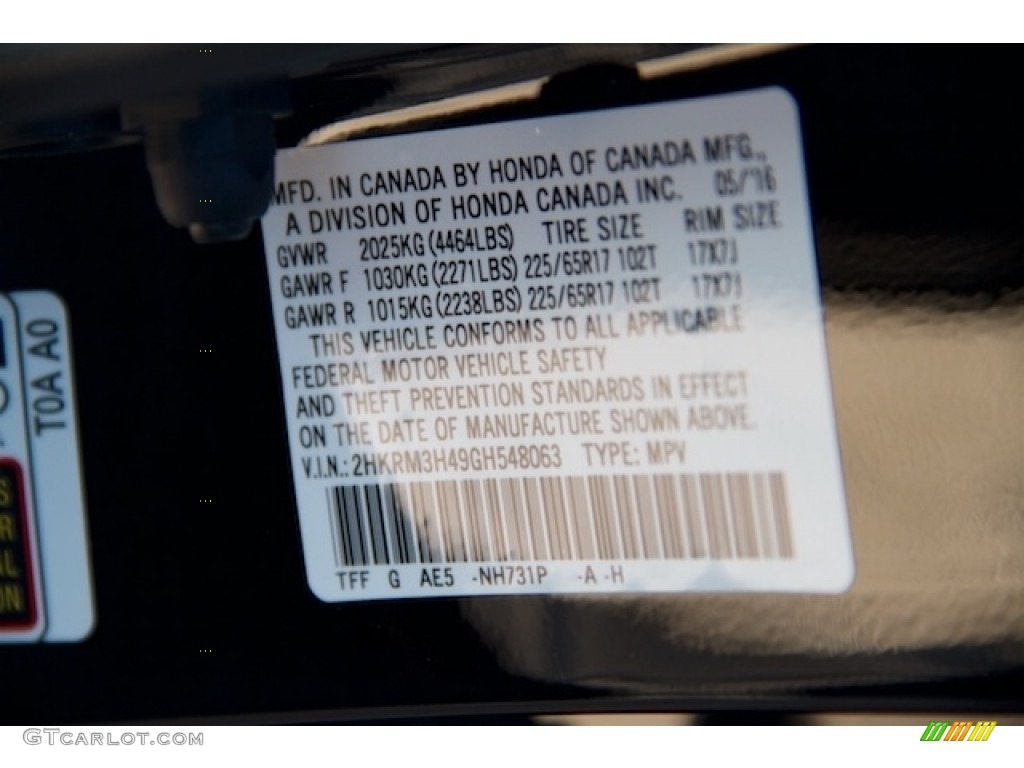 MFD. IN CANADA BY HONDA OF CANADA MFG.,
A DIVISION OF HONDA CANADA INC. 05/'16
GVWR 2025KG (4464LBS) TIRE SIZE RIM SIZE
GAWR F 1030KG (2271LBS) 225/65R17 102T 17X7J
GAWR R 1015KG (2238LBS) 225/65R17 102T 17X7J
THIS VEHICLE CONFORMS TO ALL APPLICABLE
FEDERAL MOTOR VEHICLE SAFETY
AND THEFT PREVENTION STANDARDS IN EFFECT
ON THE DATE OF MANUFACTURE SHOWN ABOVE.
V.I.N.: 2HKRM3H49GH548063 TYPE: MPV
TFF G AE5 -NH731P -A -H
T0A A0
GTCARLOT.COM